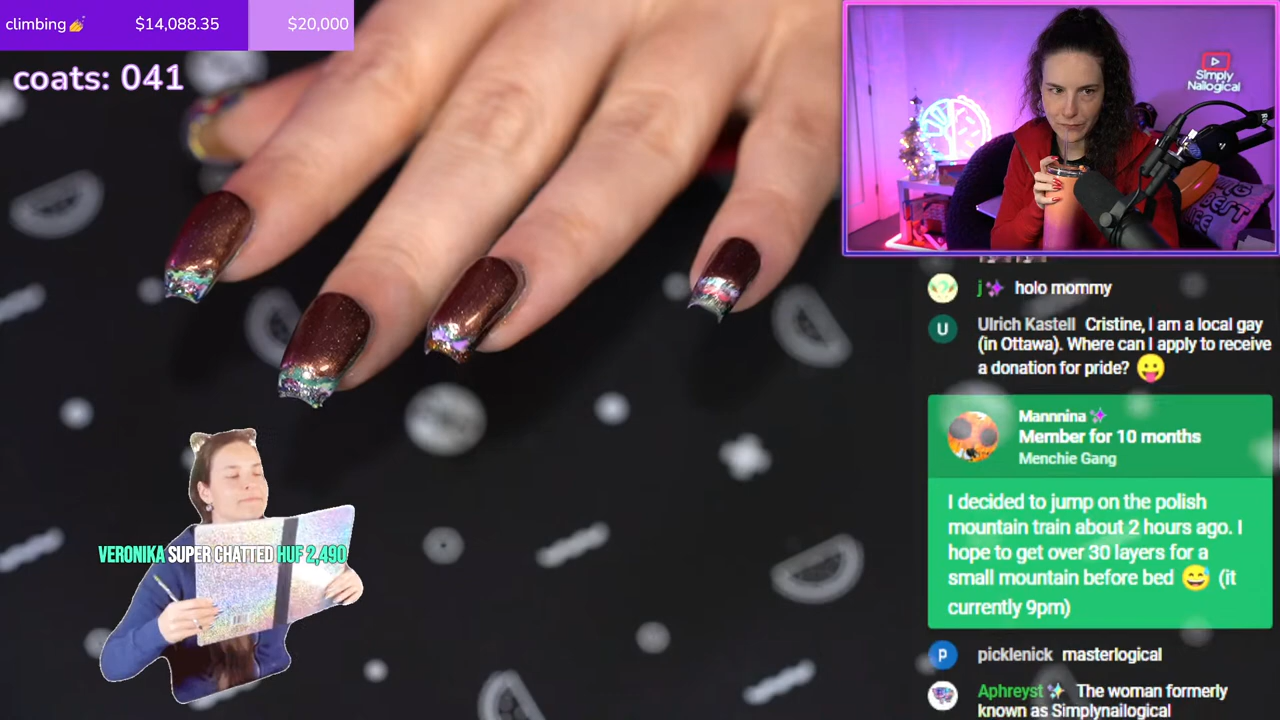 climbing💅 $14,088.35 $20,000
coats: 041
Simply
Nailogical
j holo mommy
U Ulrich Kastell Cristine, I am a local gay
(in Ottawa). Where can I apply to receive
a donation for pride? 😛
Mannnina
Member for 10 months
Menchie Gang
I decided to jump on the polish
mountain train about 2 hours ago. I
hope to get over 30 layers for a
small mountain before bed 😅 (it
currently 9pm)
VERONIKA SUPER CHATTED HUF 2,490
p picklenick masterlogical
Aphreyst The woman formerly
known as Simplynailogical